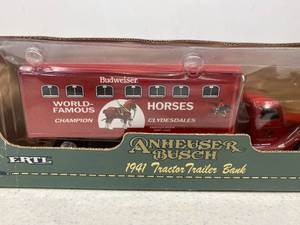 Budweiser
WORLD-FAMOUS HORSES
CHAMPION CLYDESDALES
ERTL
ANHEUSER BUSCH
1941 Tractor Trailer Bank